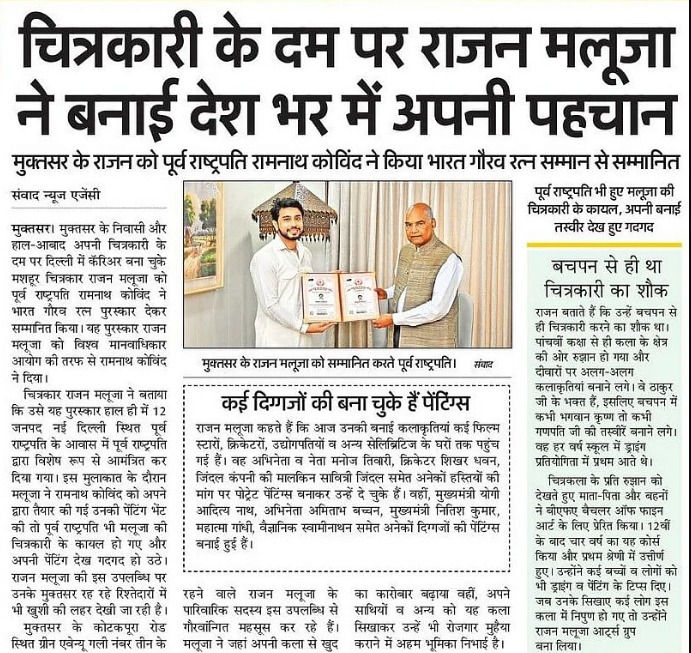 चित्रकारी के दम पर राजन मलूजा
ने बनाई देश भर में अपनी पहचान
मुक्तसर के राजन को पूर्व राष्ट्रपति रामनाथ कोविंद ने किया भारत गौरव रत्न सम्मान से सम्मानित
संवाद न्यूज एजेंसी
मुक्तसर। मुक्तसर के निवासी और
हाल-आबाद अपनी चित्रकारी के
दम पर दिल्ली में कॅरिअर बना चुके
मशहूर चित्रकार राजन मलूजा को
पूर्व राष्ट्रपति रामनाथ कोविंद ने
भारत गौरव रत्न पुरस्कार देकर
सम्मानित किया। यह पुरस्कार राजन
मलूजा को विश्व मानवाधिकार
आयोग की तरफ से रामनाथ कोविंद
ने दिया।
चित्रकार राजन मलूजा ने बताया
कि उसे यह पुरस्कार हाल ही में 12
जनपद नई दिल्ली स्थित पूर्व
राष्ट्रपति के आवास में पूर्व राष्ट्रपति
द्वारा विशेष रूप से आमंत्रित कर
दिया गया। इस मुलाकात के दौरान
मलूजा ने रामनाथ कोविंद को अपने
द्वारा तैयार की गई उनकी पेंटिंग भेंट
की तो पूर्व राष्ट्रपति भी मलूजा की
चित्रकारी के कायल हो गए और
अपनी पेंटिंग देख गदगद हो उठे।
राजन मलूजा की इस उपलब्धि पर
उनके मुक्तसर रह रहे रिश्तेदारों में
भी खुशी की लहर देखी जा रही है।
मुक्तसर के कोटकपूरा रोड
स्थित ग्रीन एवेन्यू गली नंबर तीन के
मुक्तसर के राजन मलूजा को सम्मानित करते पूर्व राष्ट्रपति। संवाद
कई दिग्गजों की बना चुके हैं पेंटिंग्स
राजन मलूजा कहते हैं कि आज उनकी बनाई कलाकृतियां कई फिल्म
स्टारों, क्रिकेटरों, उद्योगपतियों व अन्य सेलिब्रिटिज के घरों तक पहुंच
गई हैं। वह अभिनेता व नेता मनोज तिवारी, क्रिकेटर शिखर धवन,
जिंदल कंपनी की मालकिन सावित्री जिंदल समेत अनेकों हस्तियों की
मांग पर पोट्रेट पेंटिंग्स बनाकर उन्हें दे चुके हैं। वहीं, मुख्यमंत्री योगी
आदित्य नाथ, अभिनेता अमिताभ बच्चन, मुख्यमंत्री नितिश कुमार,
महात्मा गांधी, वैज्ञानिक स्वामीनाथन समेत अनेकों दिग्गजों की पेंटिंग्स
बनाई हुई हैं।
रहने वाले राजन मलूजा के
पारिवारिक सदस्य इस उपलब्धि से
गौरवांन्गित महसूस कर रहे हैं।
मलूजा ने जहां अपनी कला से खुद
का कारोबार बढ़ाया वहीं, अपने
साथियों व अन्य को यह कला
सिखाकर उन्हें भी रोजगार मुहैया
कराने में अहम भूमिका निभाई है।
पूर्व राष्ट्रपति भी हुए मलूजा की
चित्रकारी के कायल, अपनी बनाई
तस्वीर देख हुए गदगद
बचपन से ही था
चित्रकारी का शौक
राजन बताते हैं कि उन्हें बचपन से
ही चित्रकारी करने का शौक था।
पांचवीं कक्षा से ही कला के क्षेत्र
की ओर रुझान हो गया और
दीवारों पर अलग-अलग
कलाकृतियां बनाने लगे। वे ठाकुर
जी के भक्त हैं, इसलिए बचपन में
कभी भगवान कृष्ण तो कभी
गणपति जी की तस्वीरें बनाने लगे।
वह हर वर्ष स्कूल में ड्राइंग
प्रतियोगिता में प्रथम आते थे।
चित्रकला के प्रति रुझान को
देखते हुए माता-पिता और बहनों
ने बीएफए बैचलर ऑफ फाइन
आर्ट के लिए प्रेरित किया। 12वीं
के बाद चार वर्ष का यह कोर्स
किया और प्रथम श्रेणी में उत्तीर्ण
हुए। उन्होंने कई बच्चों व लोगों को
भी ड्राइंग व पेंटिंग के टिप्स दिए।
जब उनके सिखाए कई लोग इस
कला में निपुण हो गए तो उन्होंने
राजन मलूजा आर्ट्स ग्रुप
बना लिया।